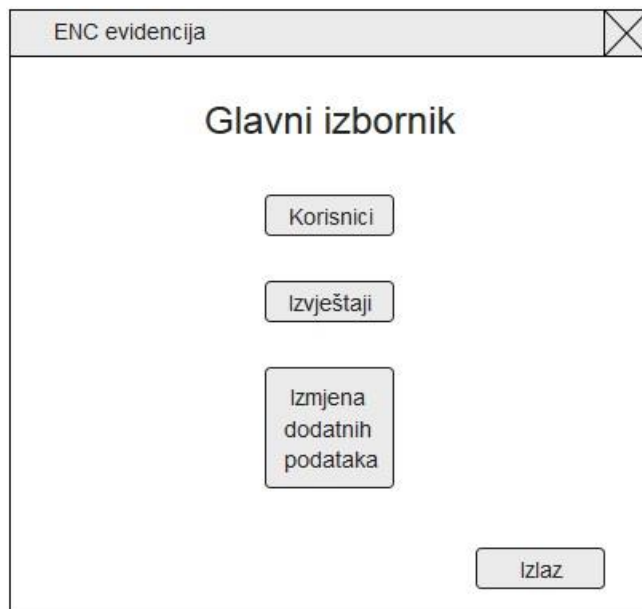 ENC evidencija
Glavni izbornik
Korisnici
Izvještaji
Izmjena
dodatnih
podataka
Izlaz